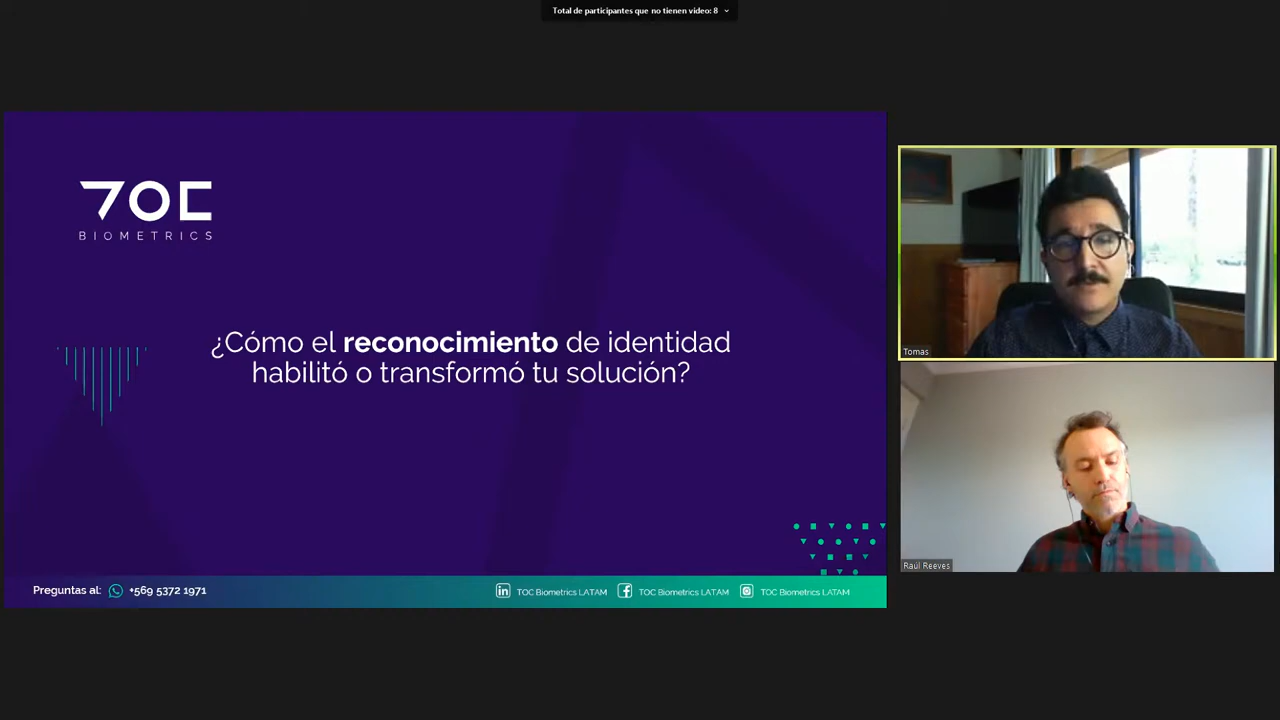 Total de participantes que no tienen vídeo: 8
TOC
BIOMETRICS
¿Cómo el reconocimiento de identidad
habilitó o transformó tu solución?
Preguntas al: +569 5372 1971
TOC Biometrics LATAM
TOC Biometrics LATAM
TOC Biometrics LATAM
Tomas
Raúl Reeves